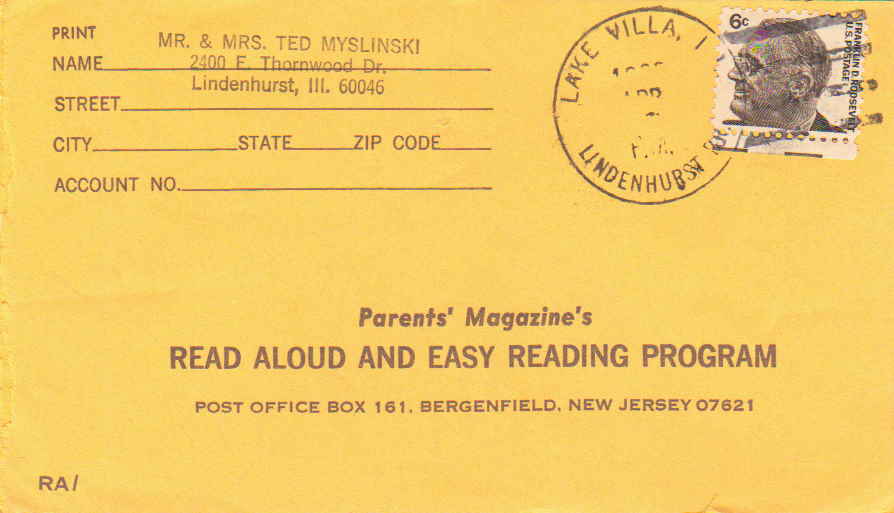 PRINT
MR. & MRS. TED MYSLINSKI
NAME
2400 E. Thornwood Dr.
Lindenhurst, Ill. 60046
STREET
CITY STATE ZIP CODE
ACCOUNT NO.
LAKE VILLA, I
LINDENHURST
6c
FRANKLIN D. ROOSEVELT
U.S. POSTAGE
Parents' Magazine's
READ ALOUD AND EASY READING PROGRAM
POST OFFICE BOX 161, BERGENFIELD, NEW JERSEY 07621
RA/